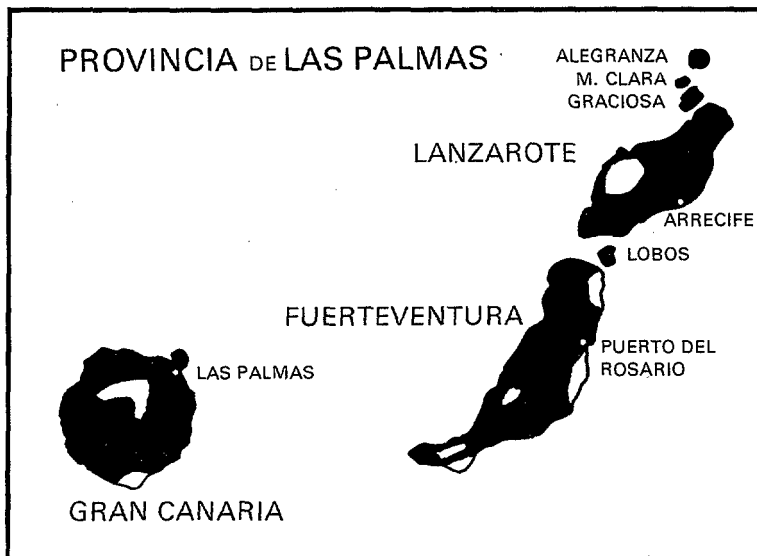 PROVINCIA DE LAS PALMAS
ALEGRANZA
M. CLARA
GRACIOSA
LANZAROTE
ARRECIFE
LOBOS
FUERTEVENTURA
PUERTO DEL
ROSARIO
LAS PALMAS
GRAN CANARIA